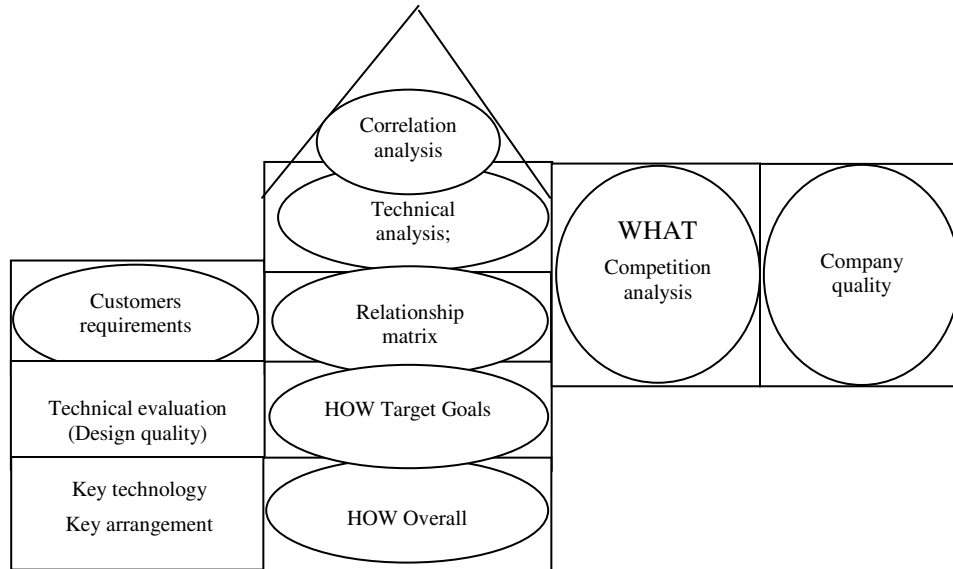 Correlation
analysis
Technical
analysis;
WHAT
Competition
analysis
Company
quality
Customers
requirements
Relationship
matrix
Technical evaluation
(Design quality)
HOW Target Goals
Key technology
Key arrangement
HOW Overall